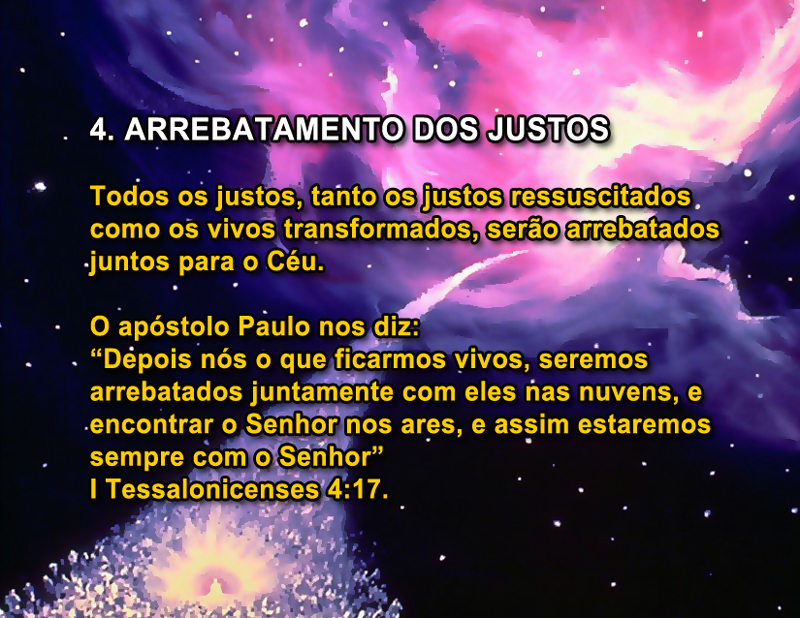 4. ARREBATAMENTO DOS JUSTOS
Todos os justos, tanto os justos ressuscitados
como os vivos transformados, serão arrebatados
juntos para o Céu.
O apóstolo Paulo nos diz:
“Depois nós o que ficarmos vivos, seremos
arrebatados juntamente com eles nas nuvens, e
encontrar o Senhor nos ares, e assim estaremos
sempre com o Senhor”
I Tessalonicenses 4:17.